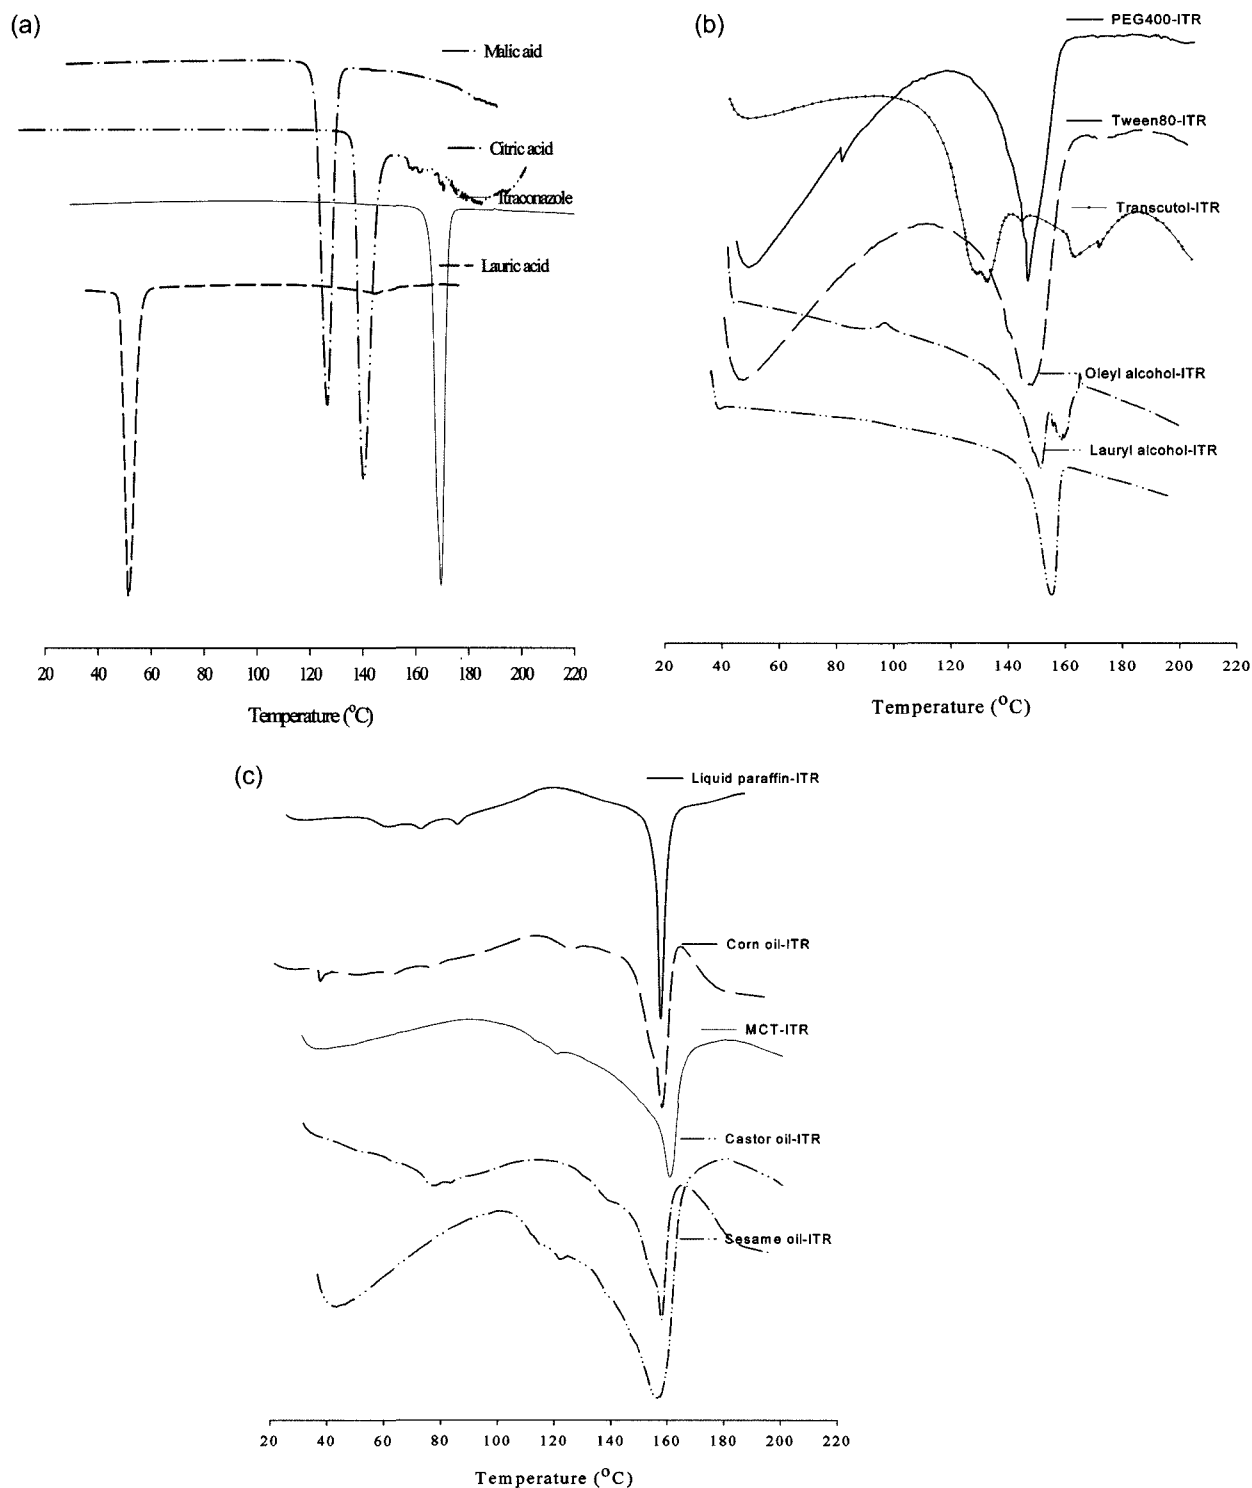 (a)
Malic aid
Citric acid
Itraconazole
Lauric acid
20 40 60 80 100 120 140 160 180 200 220
Temperature (°C)
(b)
PEG400-ITR
Tween80-ITR
Transcutol-ITR
Oleyl alcohol-ITR
Lauryl alcohol-ITR
20 40 60 80 100 120 140 160 180 200 220
Temperature (°C)
(c)
Liquid paraffin-ITR
Corn oil-ITR
MCT-ITR
Castor oil-ITR
Sesame oil-ITR
20 40 60 80 100 120 140 160 180 200 220
Temperature (°C)